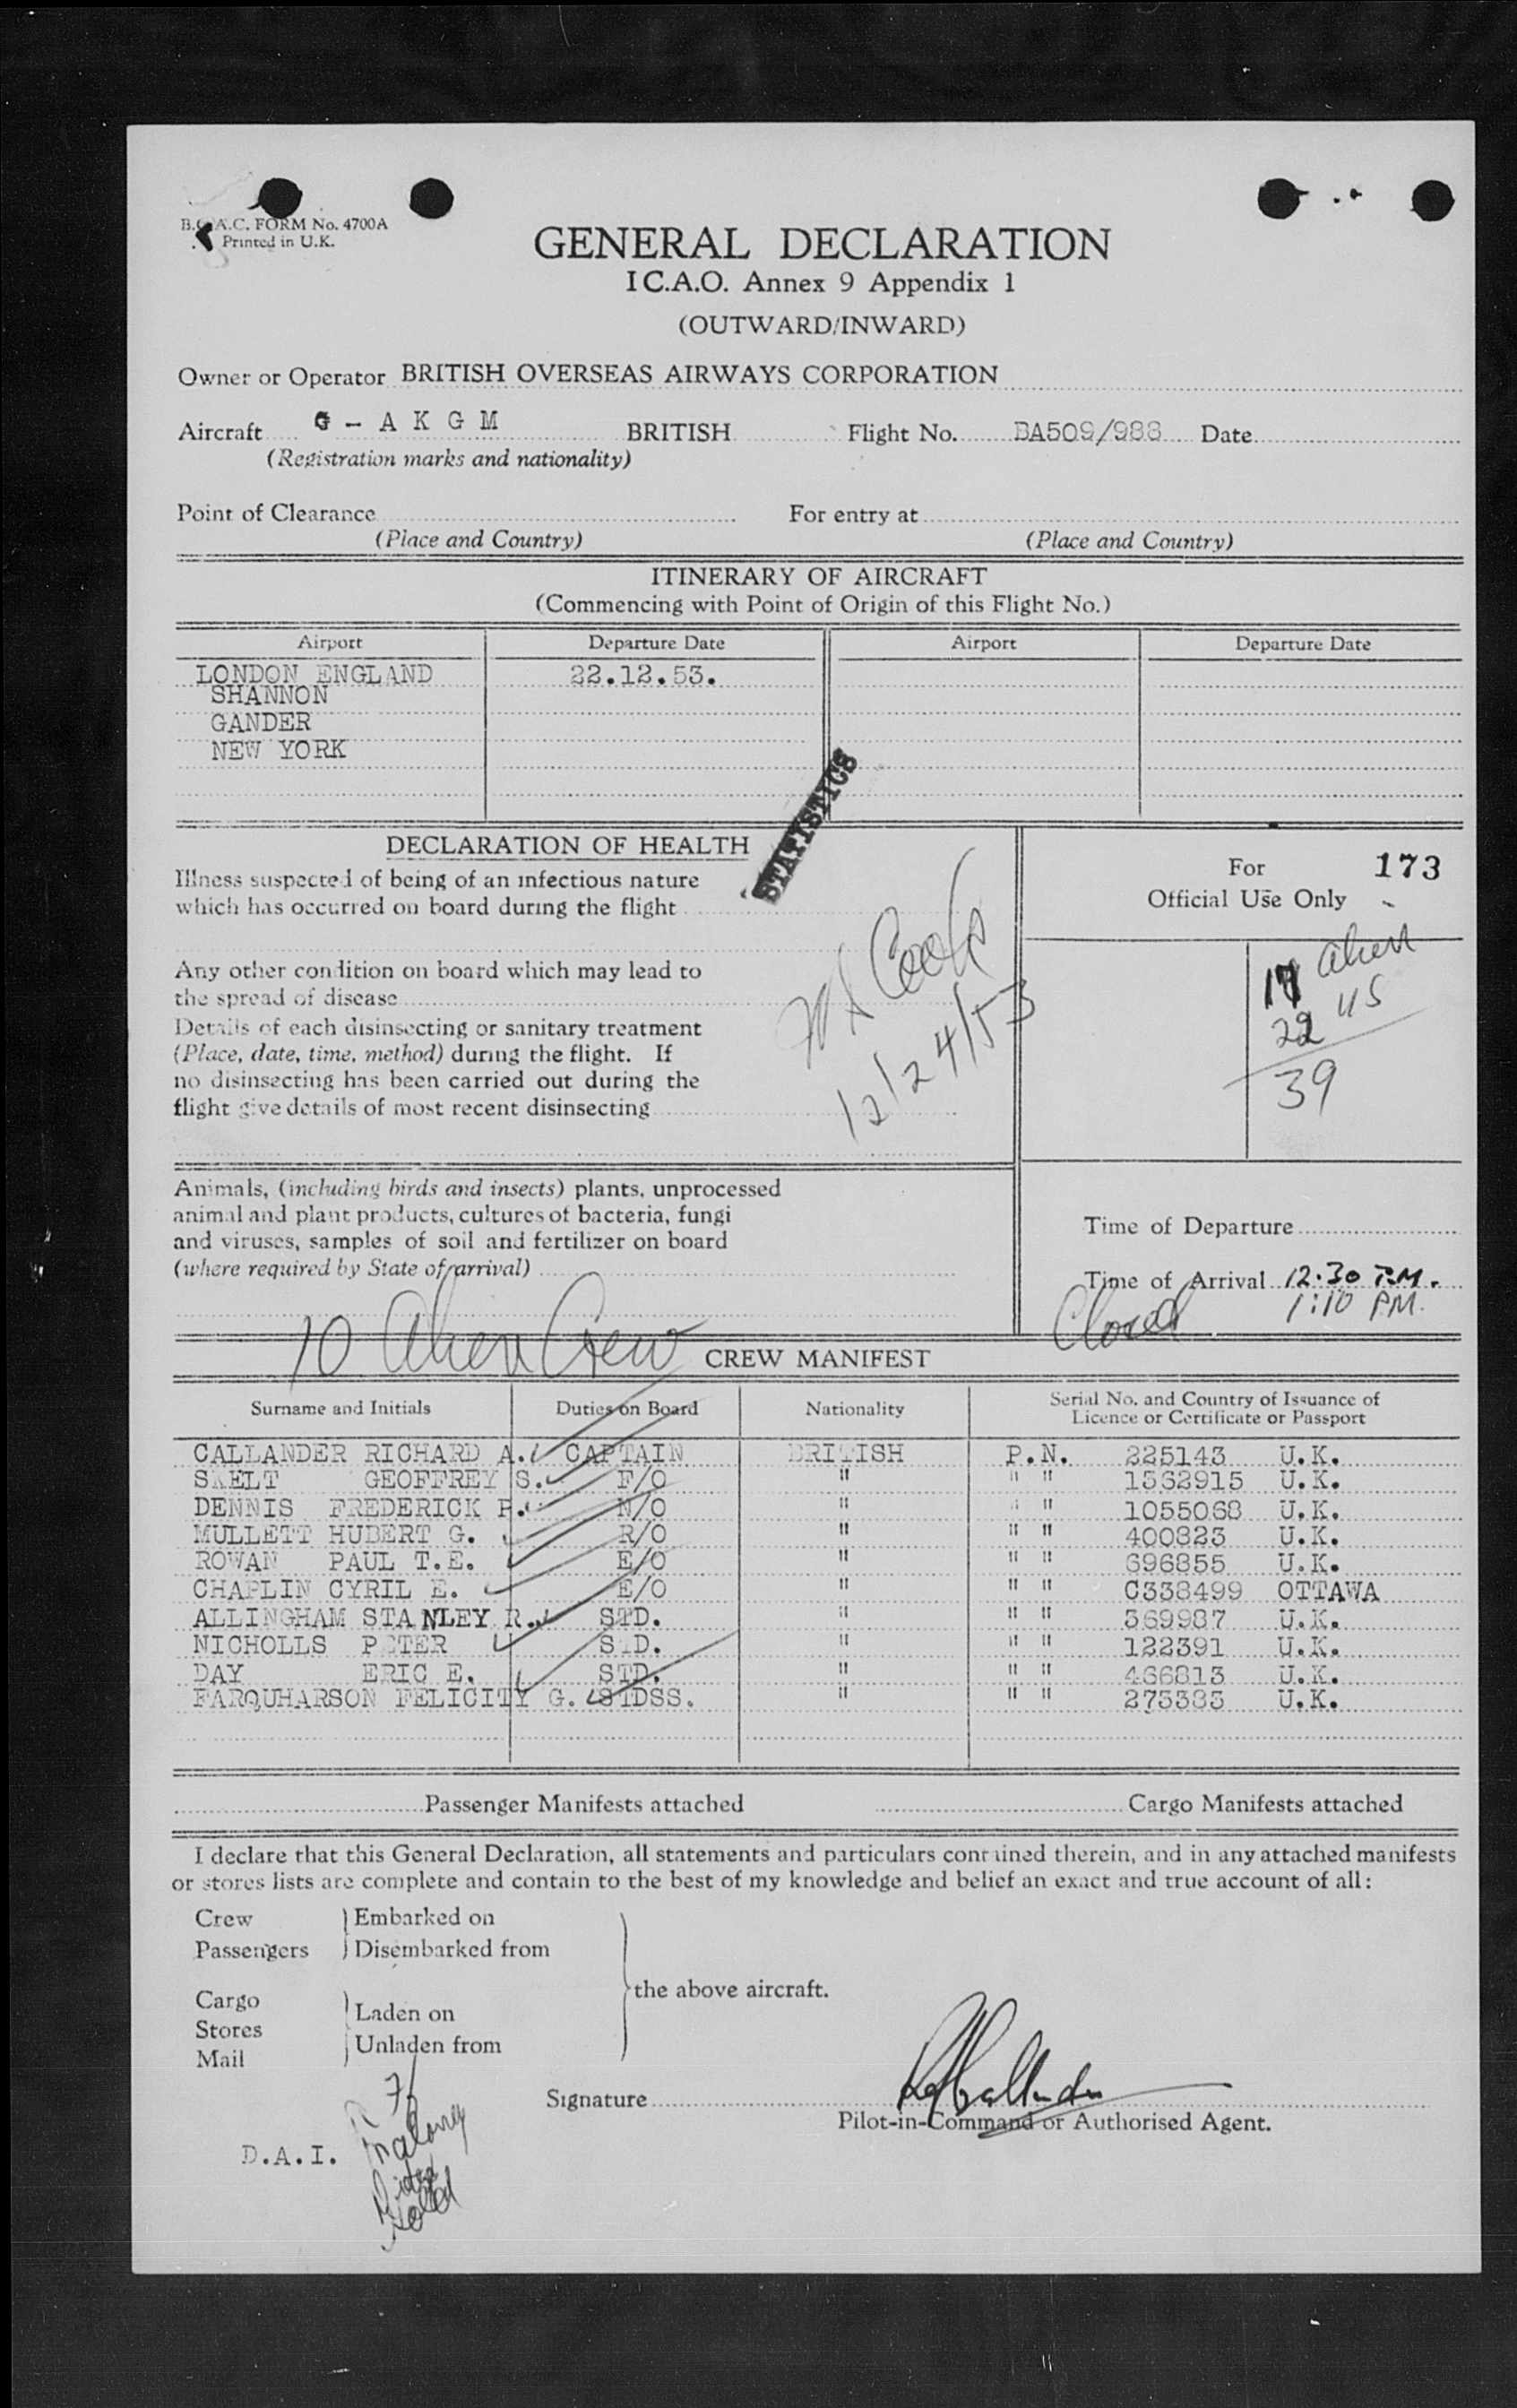 B.O.A.C. FORM No. 4700A
Printed in U.K.
GENERAL DECLARATION
I C.A.O. Annex 9 Appendix 1
(OUTWARD/INWARD)
Owner or Operator BRITISH OVERSEAS AIRWAYS CORPORATION
Aircraft G - A K G M BRITISH Flight No. BA509/988 Date
(Registration marks and nationality)
Point of Clearance For entry at
(Place and Country) (Place and Country)
ITINERARY OF AIRCRAFT
(Commencing with Point of Origin of this Flight No.)
Airport Departure Date Airport Departure Date
LONDON ENGLAND 22.12.53.
SHANNON
GANDER
NEW YORK
STATISTICS
DECLARATION OF HEALTH
Illness suspected of being of an infectious nature
which has occurred on board during the flight
Any other condition on board which may lead to
the spread of disease
Details of each disinsecting or sanitary treatment
(Place, date, time, method) during the flight. If
no disinsecting has been carried out during the
flight give details of most recent disinsecting
Cook
12/24/53
For 173
Official Use Only
17 alien
22 US
39
Animals, (including birds and insects) plants, unprocessed
animal and plant products, cultures of bacteria, fungi
and viruses, samples of soil and fertilizer on board
(where required by State of arrival)
Time of Departure
Time of Arrival 12:30 P.M.
Closed 1:10 PM.
10 Alien Crew
CREW MANIFEST
Surname and Initials Duties on Board Nationality Serial No. and Country of Issuance of
Licence or Certificate or Passport
CALLANDER RICHARD A. CAPTAIN BRITISH P.N. 225143 U.K.
SKELT GEOFFREY S. F/O " " " 1532915 U.K.
DENNIS FREDERICK P. N/O " " " 1055068 U.K.
MULLETT HUBERT G. R/O " " " 400823 U.K.
ROWAN PAUL T.E. E/O " " " 696855 U.K.
CHAPLIN CYRIL E. E/O " " " C338499 OTTAWA
ALLINGHAM STANLEY R. STD. " " " 369987 U.K.
NICHOLLS PETER STD. " " " 122391 U.K.
DAY ERIC E. STD. " " " 466813 U.K.
FARQUHARSON FELICITY G. STDSS. " " " 273383 U.K.
Passenger Manifests attached Cargo Manifests attached
I declare that this General Declaration, all statements and particulars contained therein, and in any attached manifests
or stores lists are complete and contain to the best of my knowledge and belief an exact and true account of all:
Crew } Embarked on
Passengers } Disembarked from
the above aircraft.
Cargo
Stores } Laden on
Mail } Unladen from
Signature RACallander
Pilot-in-Command or Authorised Agent.
D.A.I.